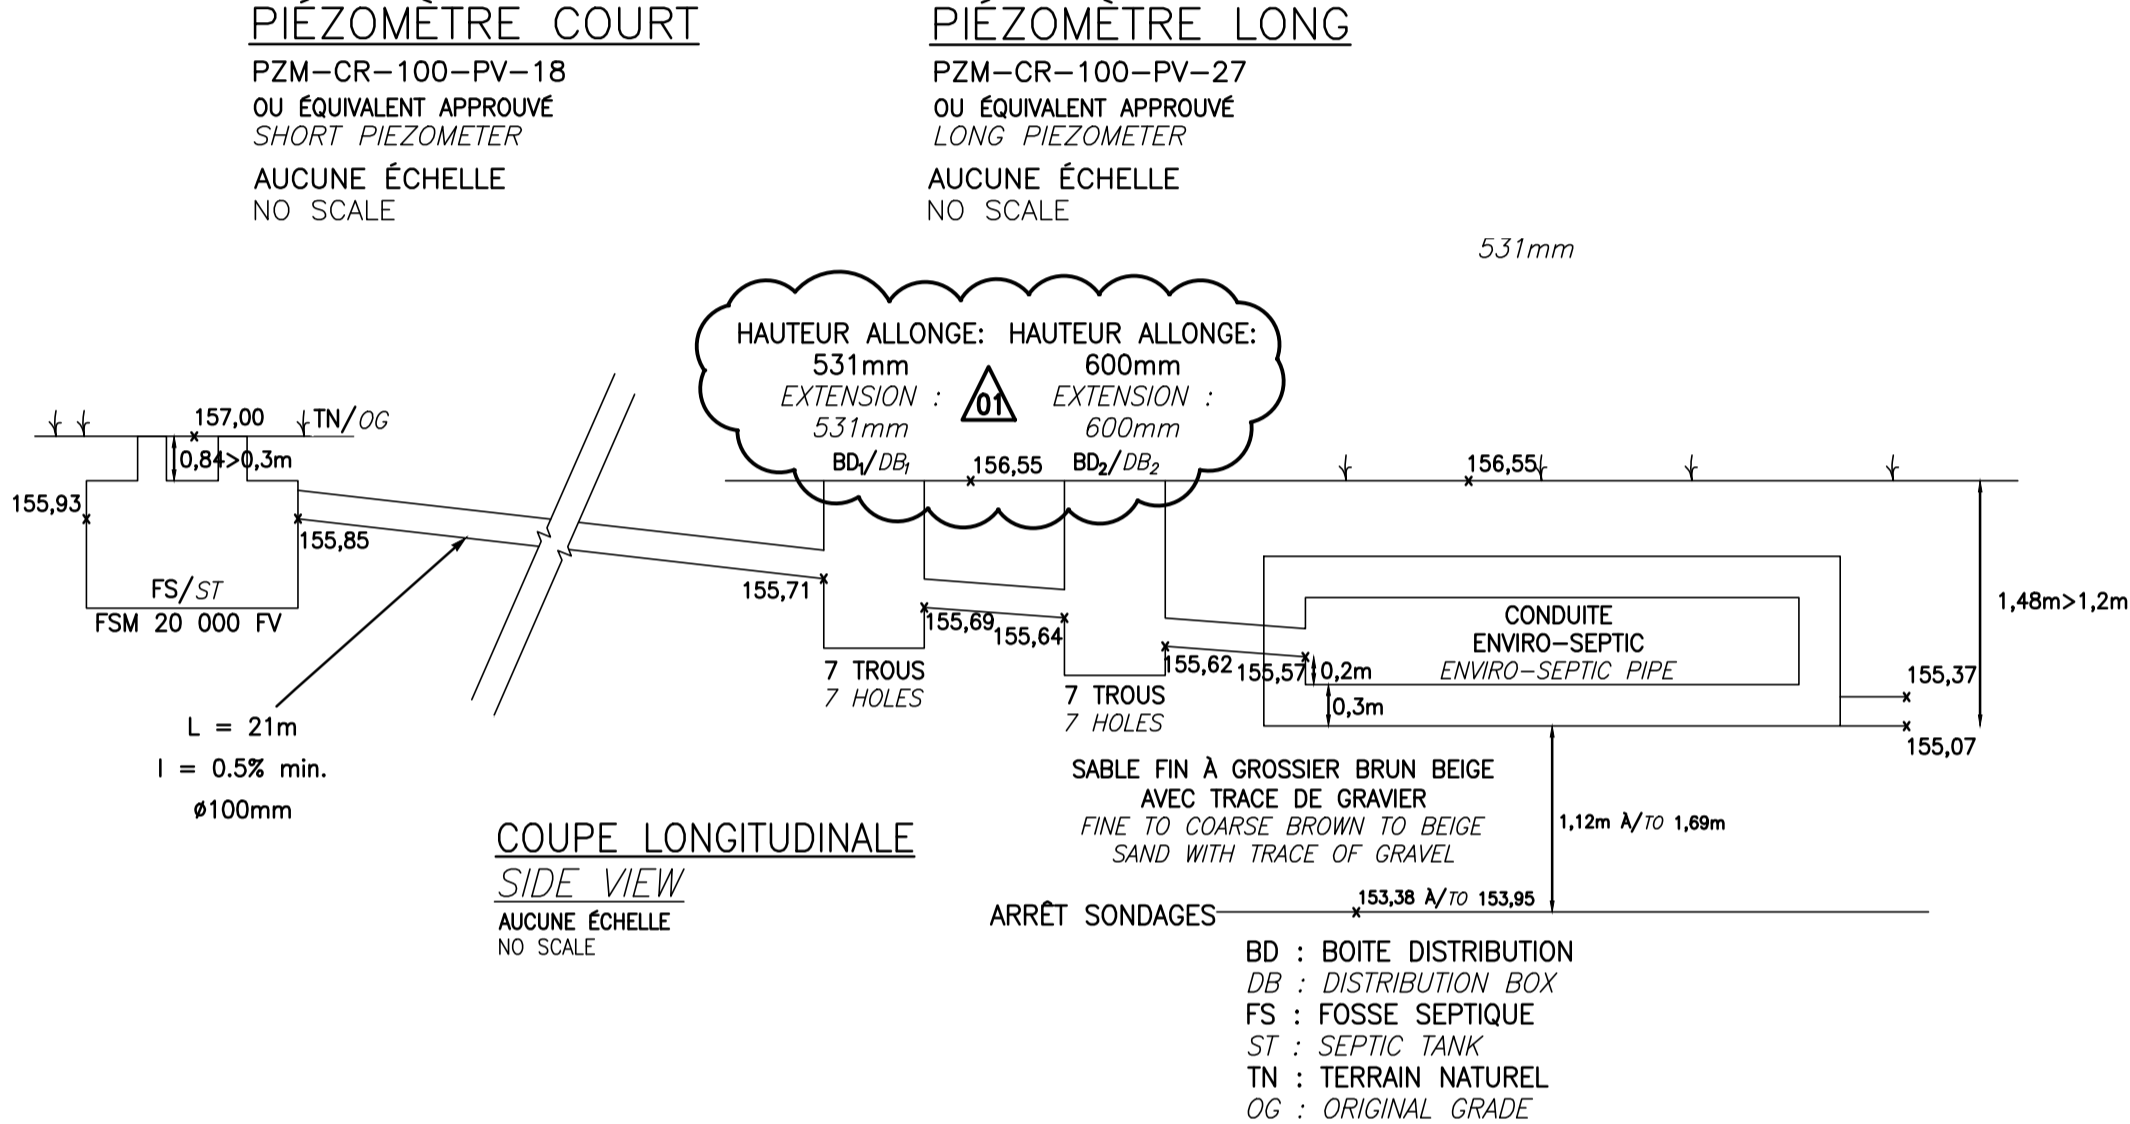 PIÉZOMÈTRE COURT
PZM-CR-100-PV-18
OU ÉQUIVALENT APPROUVÉ
SHORT PIEZOMETER
AUCUNE ÉCHELLE
NO SCALE
PIÉZOMÈTRE LONG
PZM-CR-100-PV-27
OU ÉQUIVALENT APPROUVÉ
LONG PIEZOMETER
AUCUNE ÉCHELLE
NO SCALE
531mm
HAUTEUR ALLONGE:
531mm
EXTENSION :
531mm
BD1/DB1
01
HAUTEUR ALLONGE:
600mm
EXTENSION :
600mm
BD2/DB2
157,00
TN/OG
0,84>0,3m
155,93
155,85
FS/ST
FSM 20 000 FV
L = 21m
I = 0.5% min.
ø100mm
156,55
156,55
155,71
155,69
155,64
155,62
155,57
7 TROUS
7 HOLES
7 TROUS
7 HOLES
CONDUITE
ENVIRO-SEPTIC
ENVIRO-SEPTIC PIPE
0,2m
0,3m
1,48m>1,2m
155,37
155,07
SABLE FIN À GROSSIER BRUN BEIGE
AVEC TRACE DE GRAVIER
FINE TO COARSE BROWN TO BEIGE
SAND WITH TRACE OF GRAVEL
1,12m À/TO 1,69m
COUPE LONGITUDINALE
SIDE VIEW
AUCUNE ÉCHELLE
NO SCALE
ARRÊT SONDAGES
153,38 À/TO 153,95
BD : BOITE DISTRIBUTION
DB : DISTRIBUTION BOX
FS : FOSSE SEPTIQUE
ST : SEPTIC TANK
TN : TERRAIN NATUREL
OG : ORIGINAL GRADE